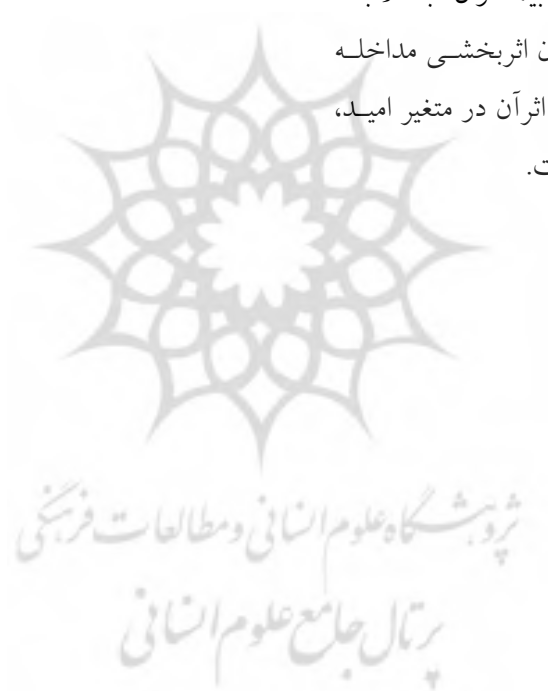 ن اثربخشی مداخله
اثرآن در متغیر امید،
ت.
پژوهشگاه علوم انسانی و مطالعات فرهنگی
پرتال جامع علوم انسانی